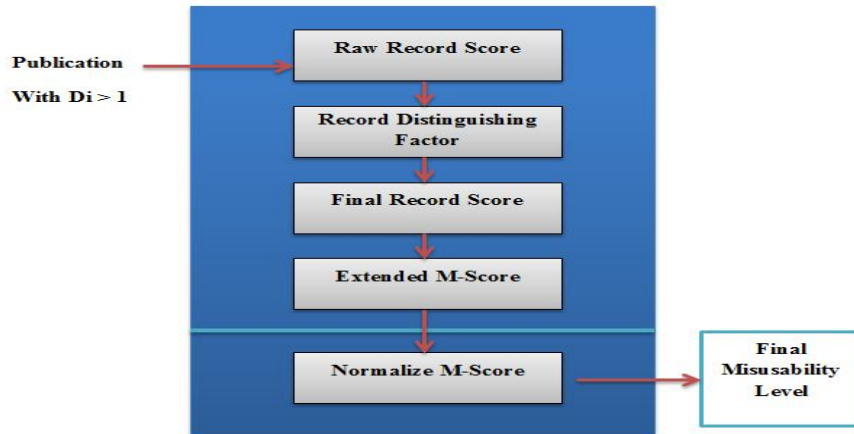 Publication
With Di > 1
Raw Record Score
Record Distinguishing
Factor
Final Record Score
Extended M-Score
Normalize M-Score
Final
Misusability
Level